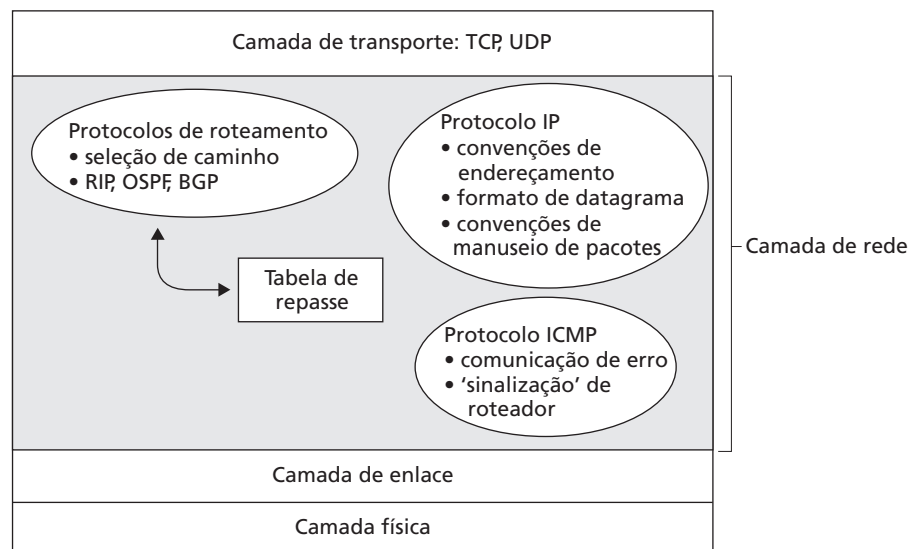 Camada de transporte: TCP, UDP
Protocolos de roteamento
• seleção de caminho
• RIP, OSPF, BGP
Protocolo IP
• convenções de
endereçamento
• formato de datagrama
• convenções de
manuseio de pacotes
Camada de rede
Tabela de
repasse
Protocolo ICMP
• comunicação de erro
• ‘sinalização’ de
roteador
Camada de enlace
Camada física